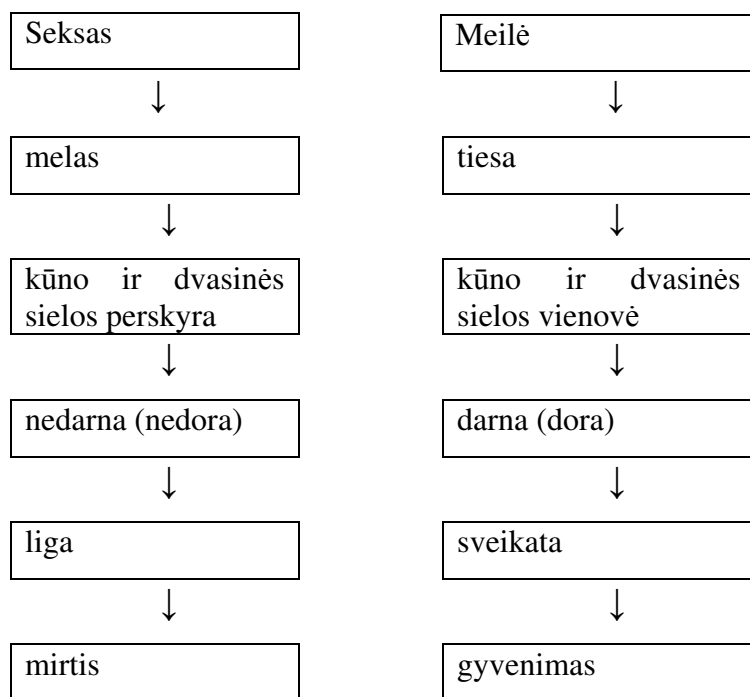 Seksas
Meilė
↓
↓
melas
tiesa
↓
↓
kūno ir dvasinės
sielos perskyra
kūno ir dvasinės
sielos vienovė
↓
↓
nedarna (nedora)
darna (dora)
↓
↓
liga
sveikata
↓
↓
mirtis
gyvenimas